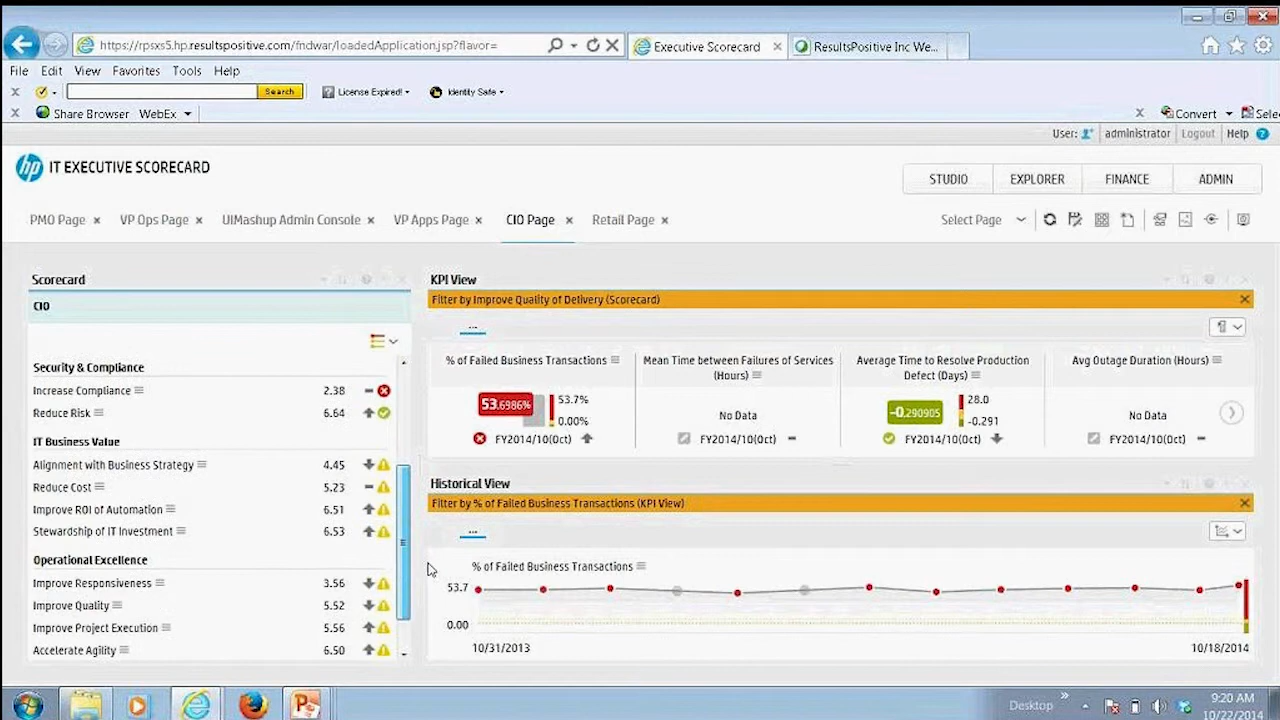 https://rpsxs5.hp.resultspositive.com/fndwar/loadedApplication.jsp?flavor=
Executive Scorecard
ResultsPositive Inc We...
File Edit View Favorites Tools Help
Search
License Expired!
Identity Safe
Share Browser WebEx
Convert
Sele
User: administrator Logout Help ?
hp IT EXECUTIVE SCORECARD
STUDIO EXPLORER FINANCE ADMIN
PMO Page VP Ops Page UIMashup Admin Console VP Apps Page CIO Page Retail Page Select Page
Scorecard
CIO
Security & Compliance
Increase Compliance 2.38
Reduce Risk 6.64
IT Business Value
Alignment with Business Strategy 4.45
Reduce Cost 5.23
Improve ROI of Automation 6.51
Stewardship of IT Investment 6.53
Operational Excellence
Improve Responsiveness 3.56
Improve Quality 5.52
Improve Project Execution 5.56
Accelerate Agility 6.50
KPI View
Filter by Improve Quality of Delivery (Scorecard)
...
% of Failed Business Transactions
53.6986%
53.7%
0.00%
FY2014/10(Oct)
Mean Time between Failures of Services
(Hours)
No Data
FY2014/10(Oct)
Average Time to Resolve Production
Defect (Days)
-0.290905
28.0
-0.291
FY2014/10(Oct)
Avg Outage Duration (Hours)
No Data
FY2014/10(Oct)
Historical View
Filter by % of Failed Business Transactions (KPI View)
...
% of Failed Business Transactions
53.7
0.00
10/31/2013 10/18/2014
Desktop
9:20 AM
10/22/2014